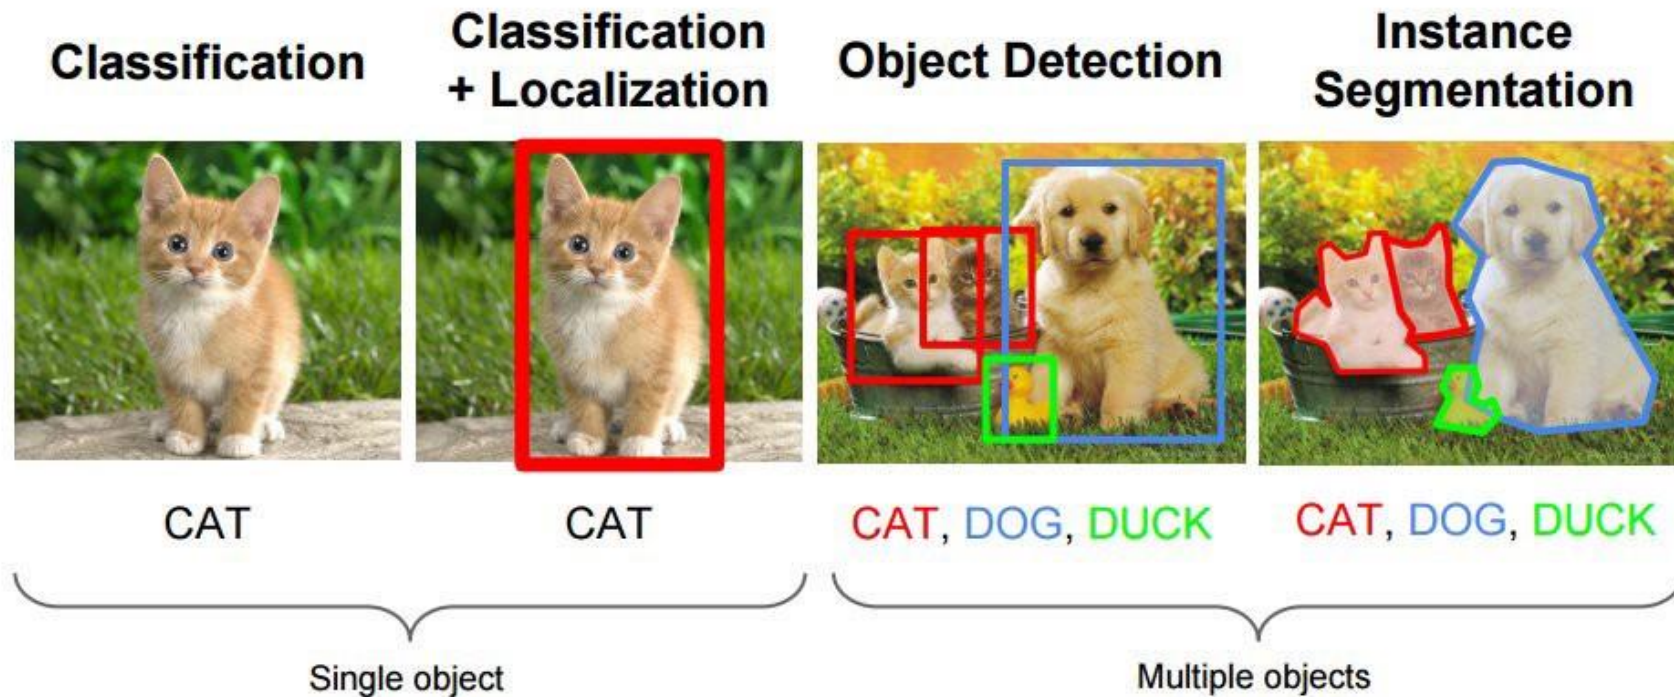 Classification
Classification
+ Localization
Object Detection
Instance
Segmentation
CAT
CAT
CAT, DOG, DUCK
CAT, DOG, DUCK
Single object
Multiple objects